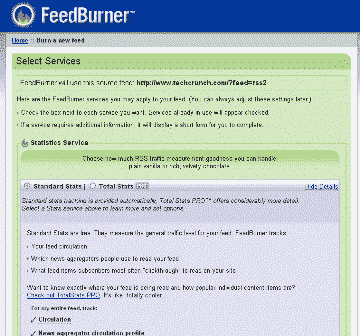 FeedBurner™
Home :: Burn a new feed
Select Services
FeedBurner will use this source feed: http://www.techcrunch.com/?feed=rss2
Here are the FeedBurner services you may apply to your feed. (You can always adjust these settings later.)
• Check the box next to each service you want. Services already in use will appear checked.
• If a service requires additional information, it will display a short form for you to complete.
Statistics Service
Choose how much RSS traffic measurement goodness you can handle:
plain vanilla or rich, velvety chocolate.
Standard Stats | Total Stats
Hide Details
Standard stats tracking is provided automatically; Total Stats PRO™ offers considerably more detail.
Select a Stats service above to learn more and set options.
Standard Stats are free. They measure the general traffic level for your feed. FeedBurner tracks:
• Your feed circulation
• Which news aggregators people use to read your feed
• What feed items subscribers most often "clickthrough" to read on your site
Want to know exactly where your feed is being read and how popular individual content items are?
Check out TotalStats PRO. It's like, totally cooler.
For my entire feed, track:
✓ Circulation
✓ News aggregator circulation profile